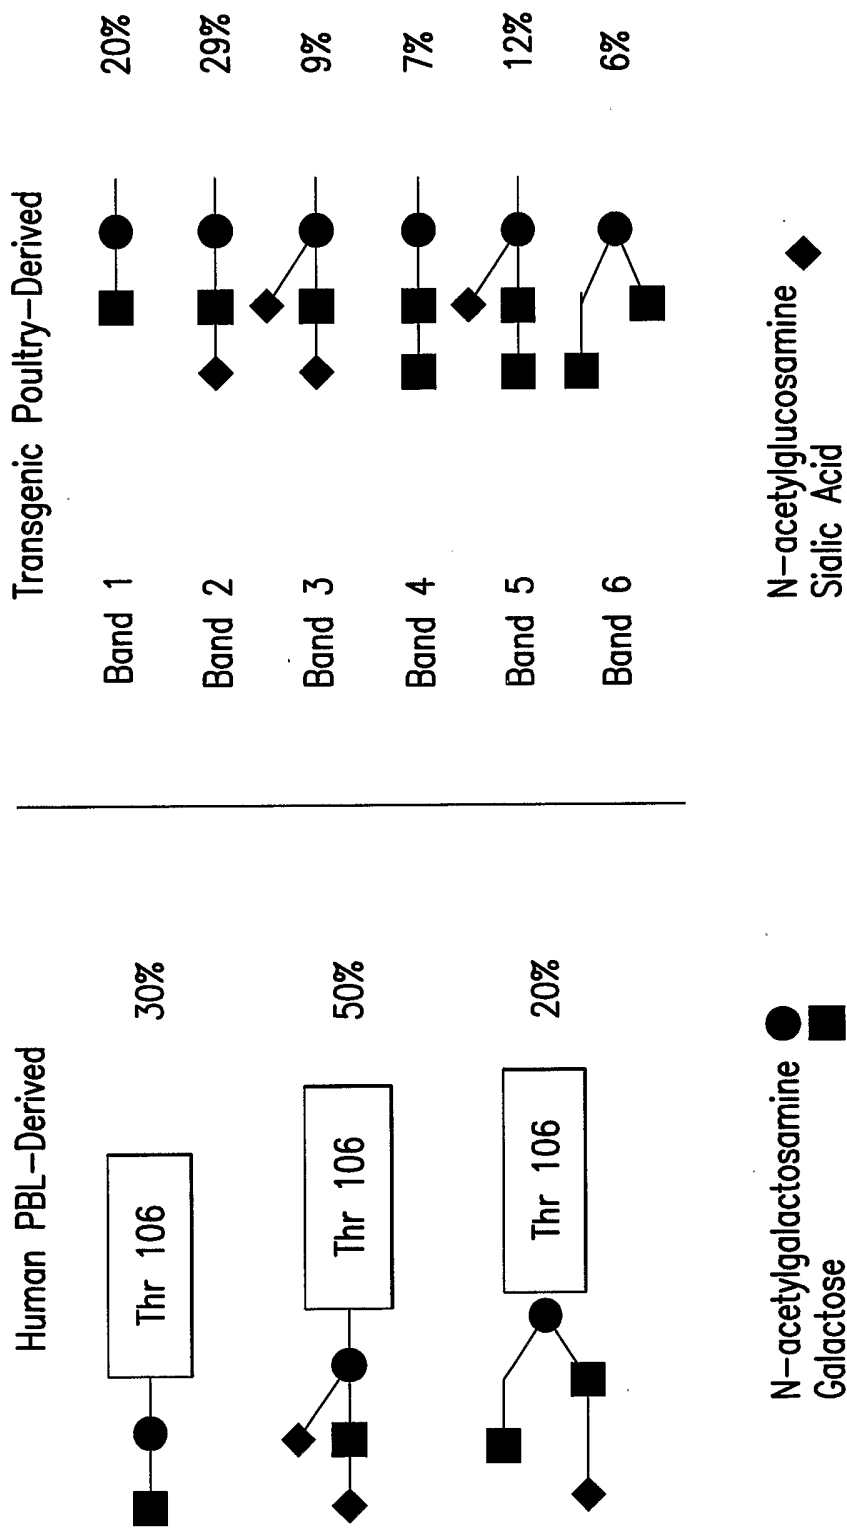 Human PBL-Derived
Thr 106 30%
Thr 106 50%
Thr 106 20%
Transgenic Poultry-Derived
Band 1 20%
Band 2 29%
Band 3 9%
Band 4 7%
Band 5 12%
Band 6 6%
N-acetylgalactosamine
Galactose
N-acetylglucosamine
Sialic Acid